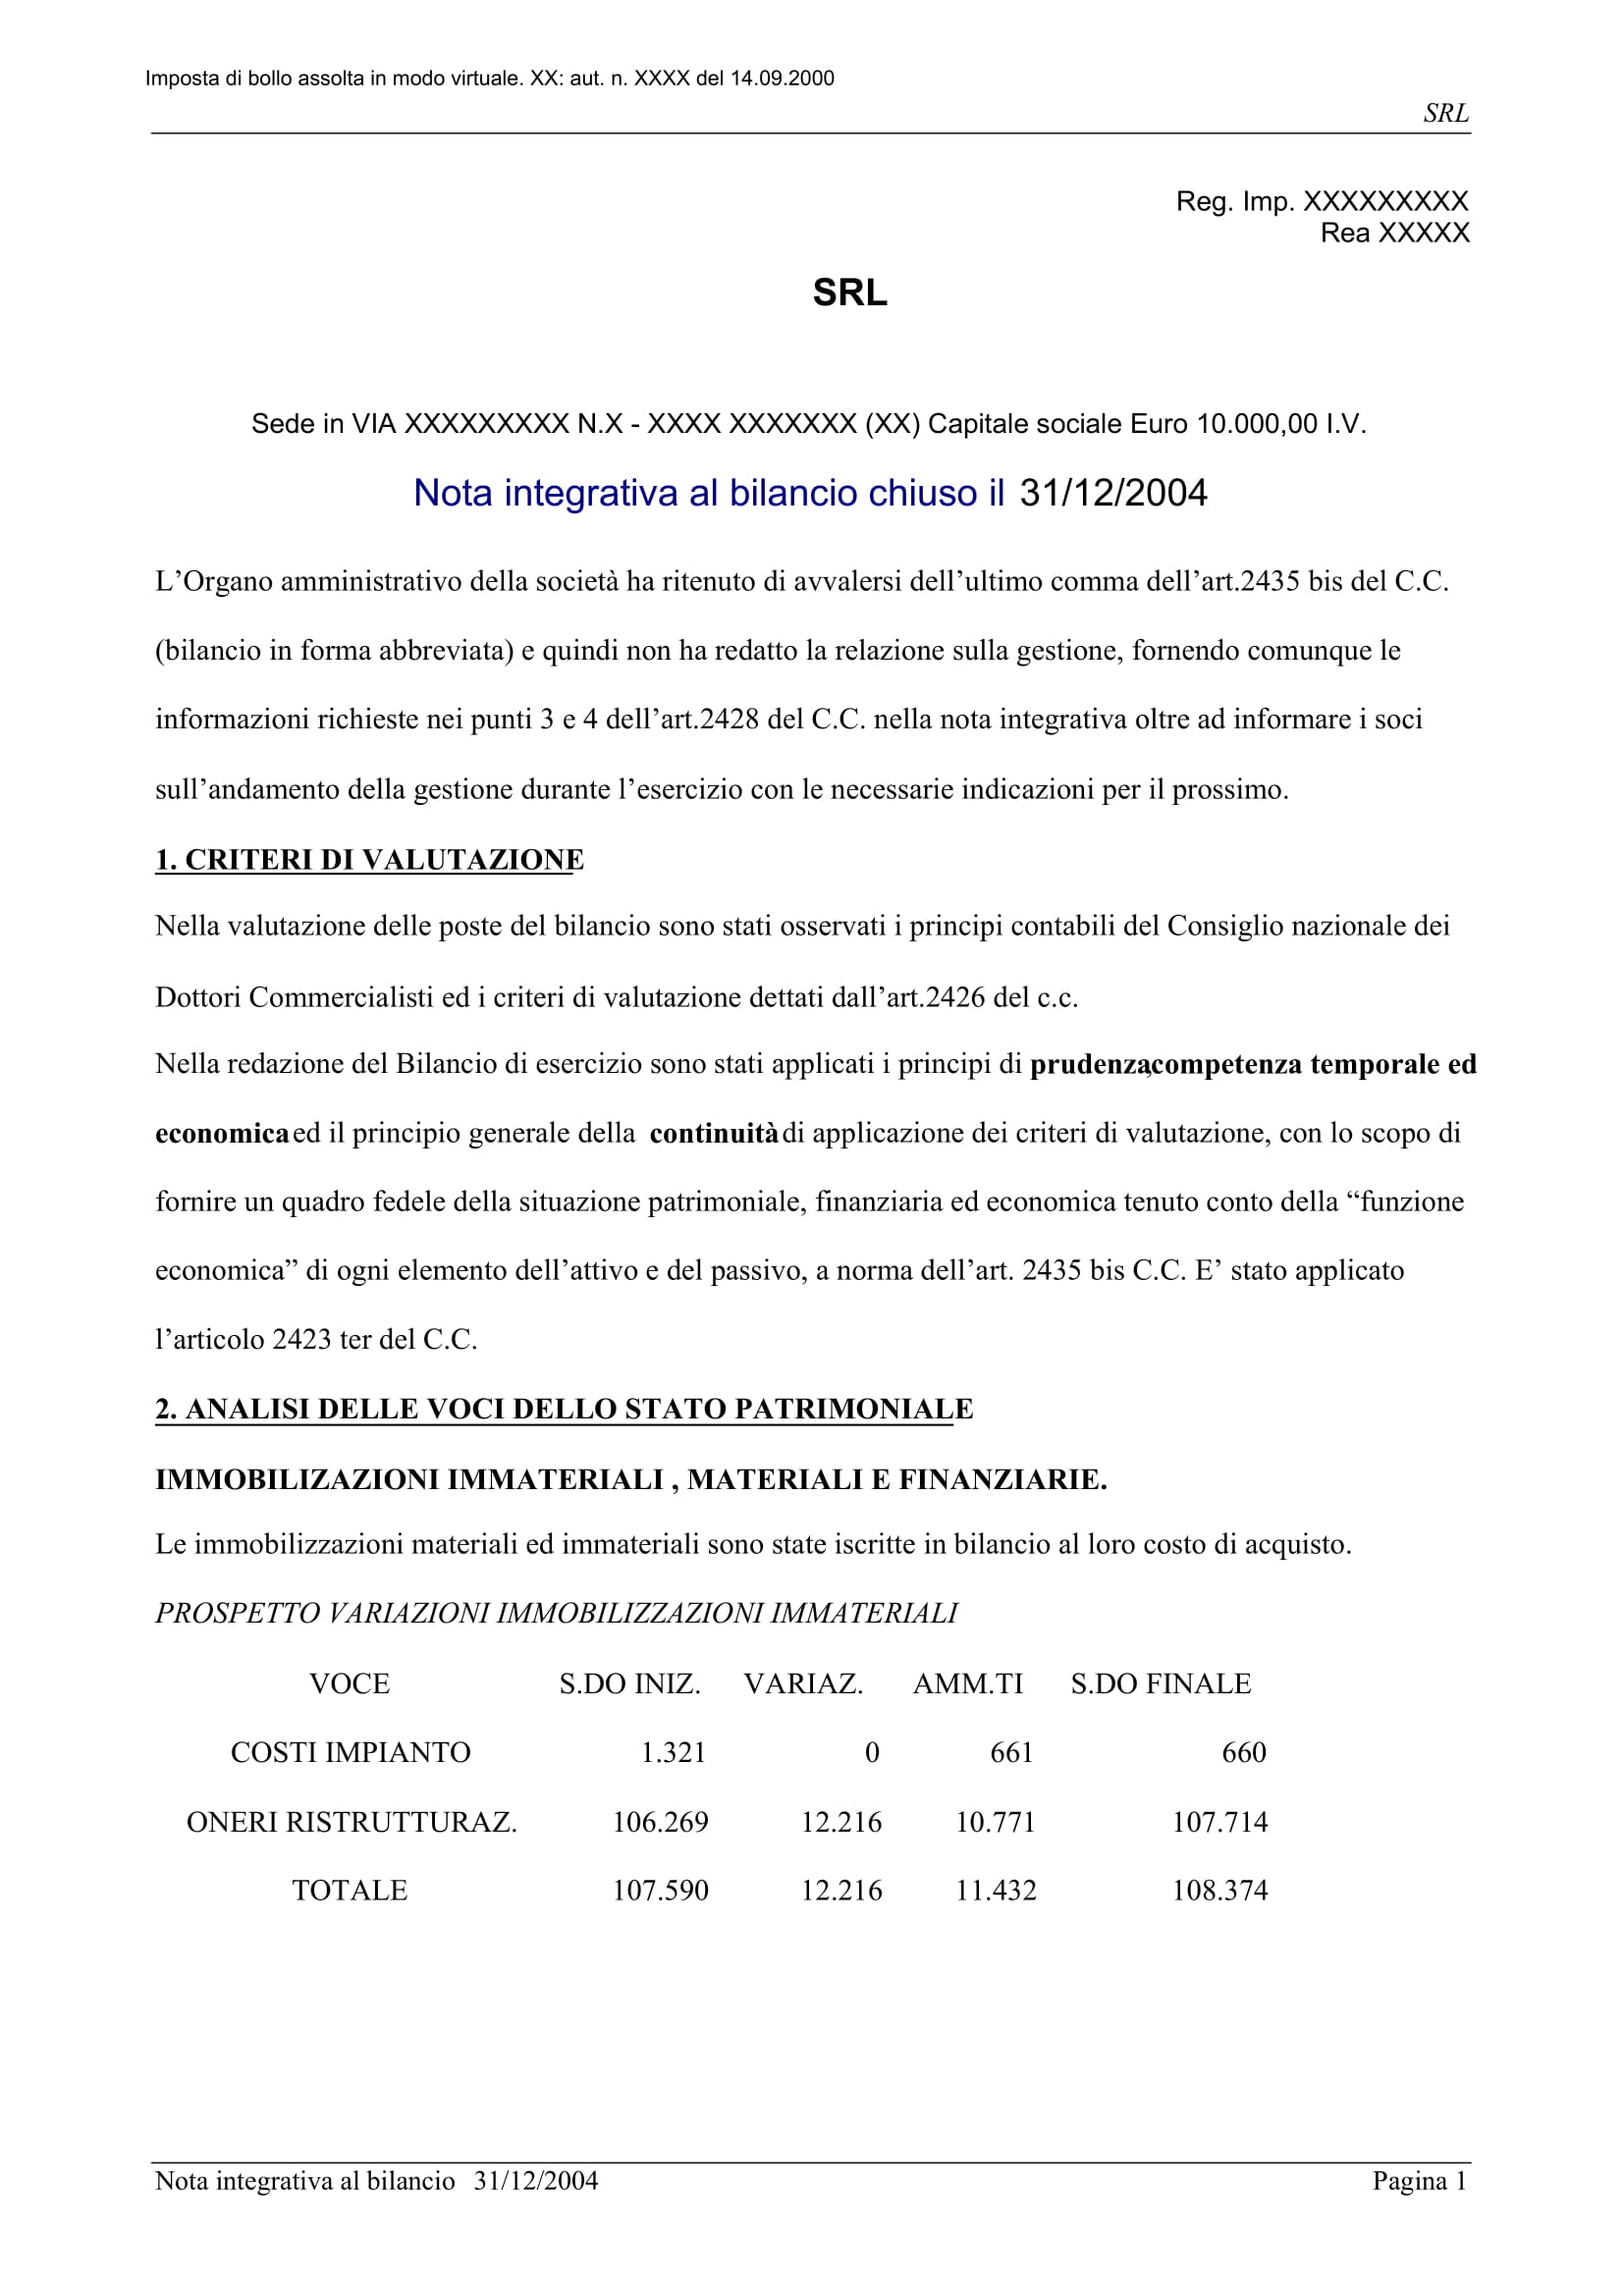 Imposta di bollo assolta in modo virtuale. XX: aut. n. XXXX del 14.09.2000
SRL
Reg. Imp. XXXXXXXXX
Rea XXXXX
SRL
Sede in VIA XXXXXXXXX N.X - XXXX XXXXXXX (XX) Capitale sociale Euro 10.000,00 I.V.
Nota integrativa al bilancio chiuso il 31/12/2004
L’Organo amministrativo della società ha ritenuto di avvalersi dell’ultimo comma dell’art.2435 bis del C.C.
(bilancio in forma abbreviata) e quindi non ha redatto la relazione sulla gestione, fornendo comunque le
informazioni richieste nei punti 3 e 4 dell’art.2428 del C.C. nella nota integrativa oltre ad informare i soci
sull’andamento della gestione durante l’esercizio con le necessarie indicazioni per il prossimo.
1. CRITERI DI VALUTAZIONE
Nella valutazione delle poste del bilancio sono stati osservati i principi contabili del Consiglio nazionale dei
Dottori Commercialisti ed i criteri di valutazione dettati dall’art.2426 del c.c.
Nella redazione del Bilancio di esercizio sono stati applicati i principi di prudenza,competenza temporale ed
economica ed il principio generale della continuità di applicazione dei criteri di valutazione, con lo scopo di
fornire un quadro fedele della situazione patrimoniale, finanziaria ed economica tenuto conto della “funzione
economica” di ogni elemento dell’attivo e del passivo, a norma dell’art. 2435 bis C.C. E’ stato applicato
l’articolo 2423 ter del C.C.
2. ANALISI DELLE VOCI DELLO STATO PATRIMONIALE
IMMOBILIZAZIONI IMMATERIALI , MATERIALI E FINANZIARIE.
Le immobilizzazioni materiali ed immateriali sono state iscritte in bilancio al loro costo di acquisto.
PROSPETTO VARIAZIONI IMMOBILIZZAZIONI IMMATERIALI
VOCE S.DO INIZ. VARIAZ. AMM.TI S.DO FINALE
COSTI IMPIANTO 1.321 0 661 660
ONERI RISTRUTTURAZ. 106.269 12.216 10.771 107.714
TOTALE 107.590 12.216 11.432 108.374
Nota integrativa al bilancio 31/12/2004 Pagina 1